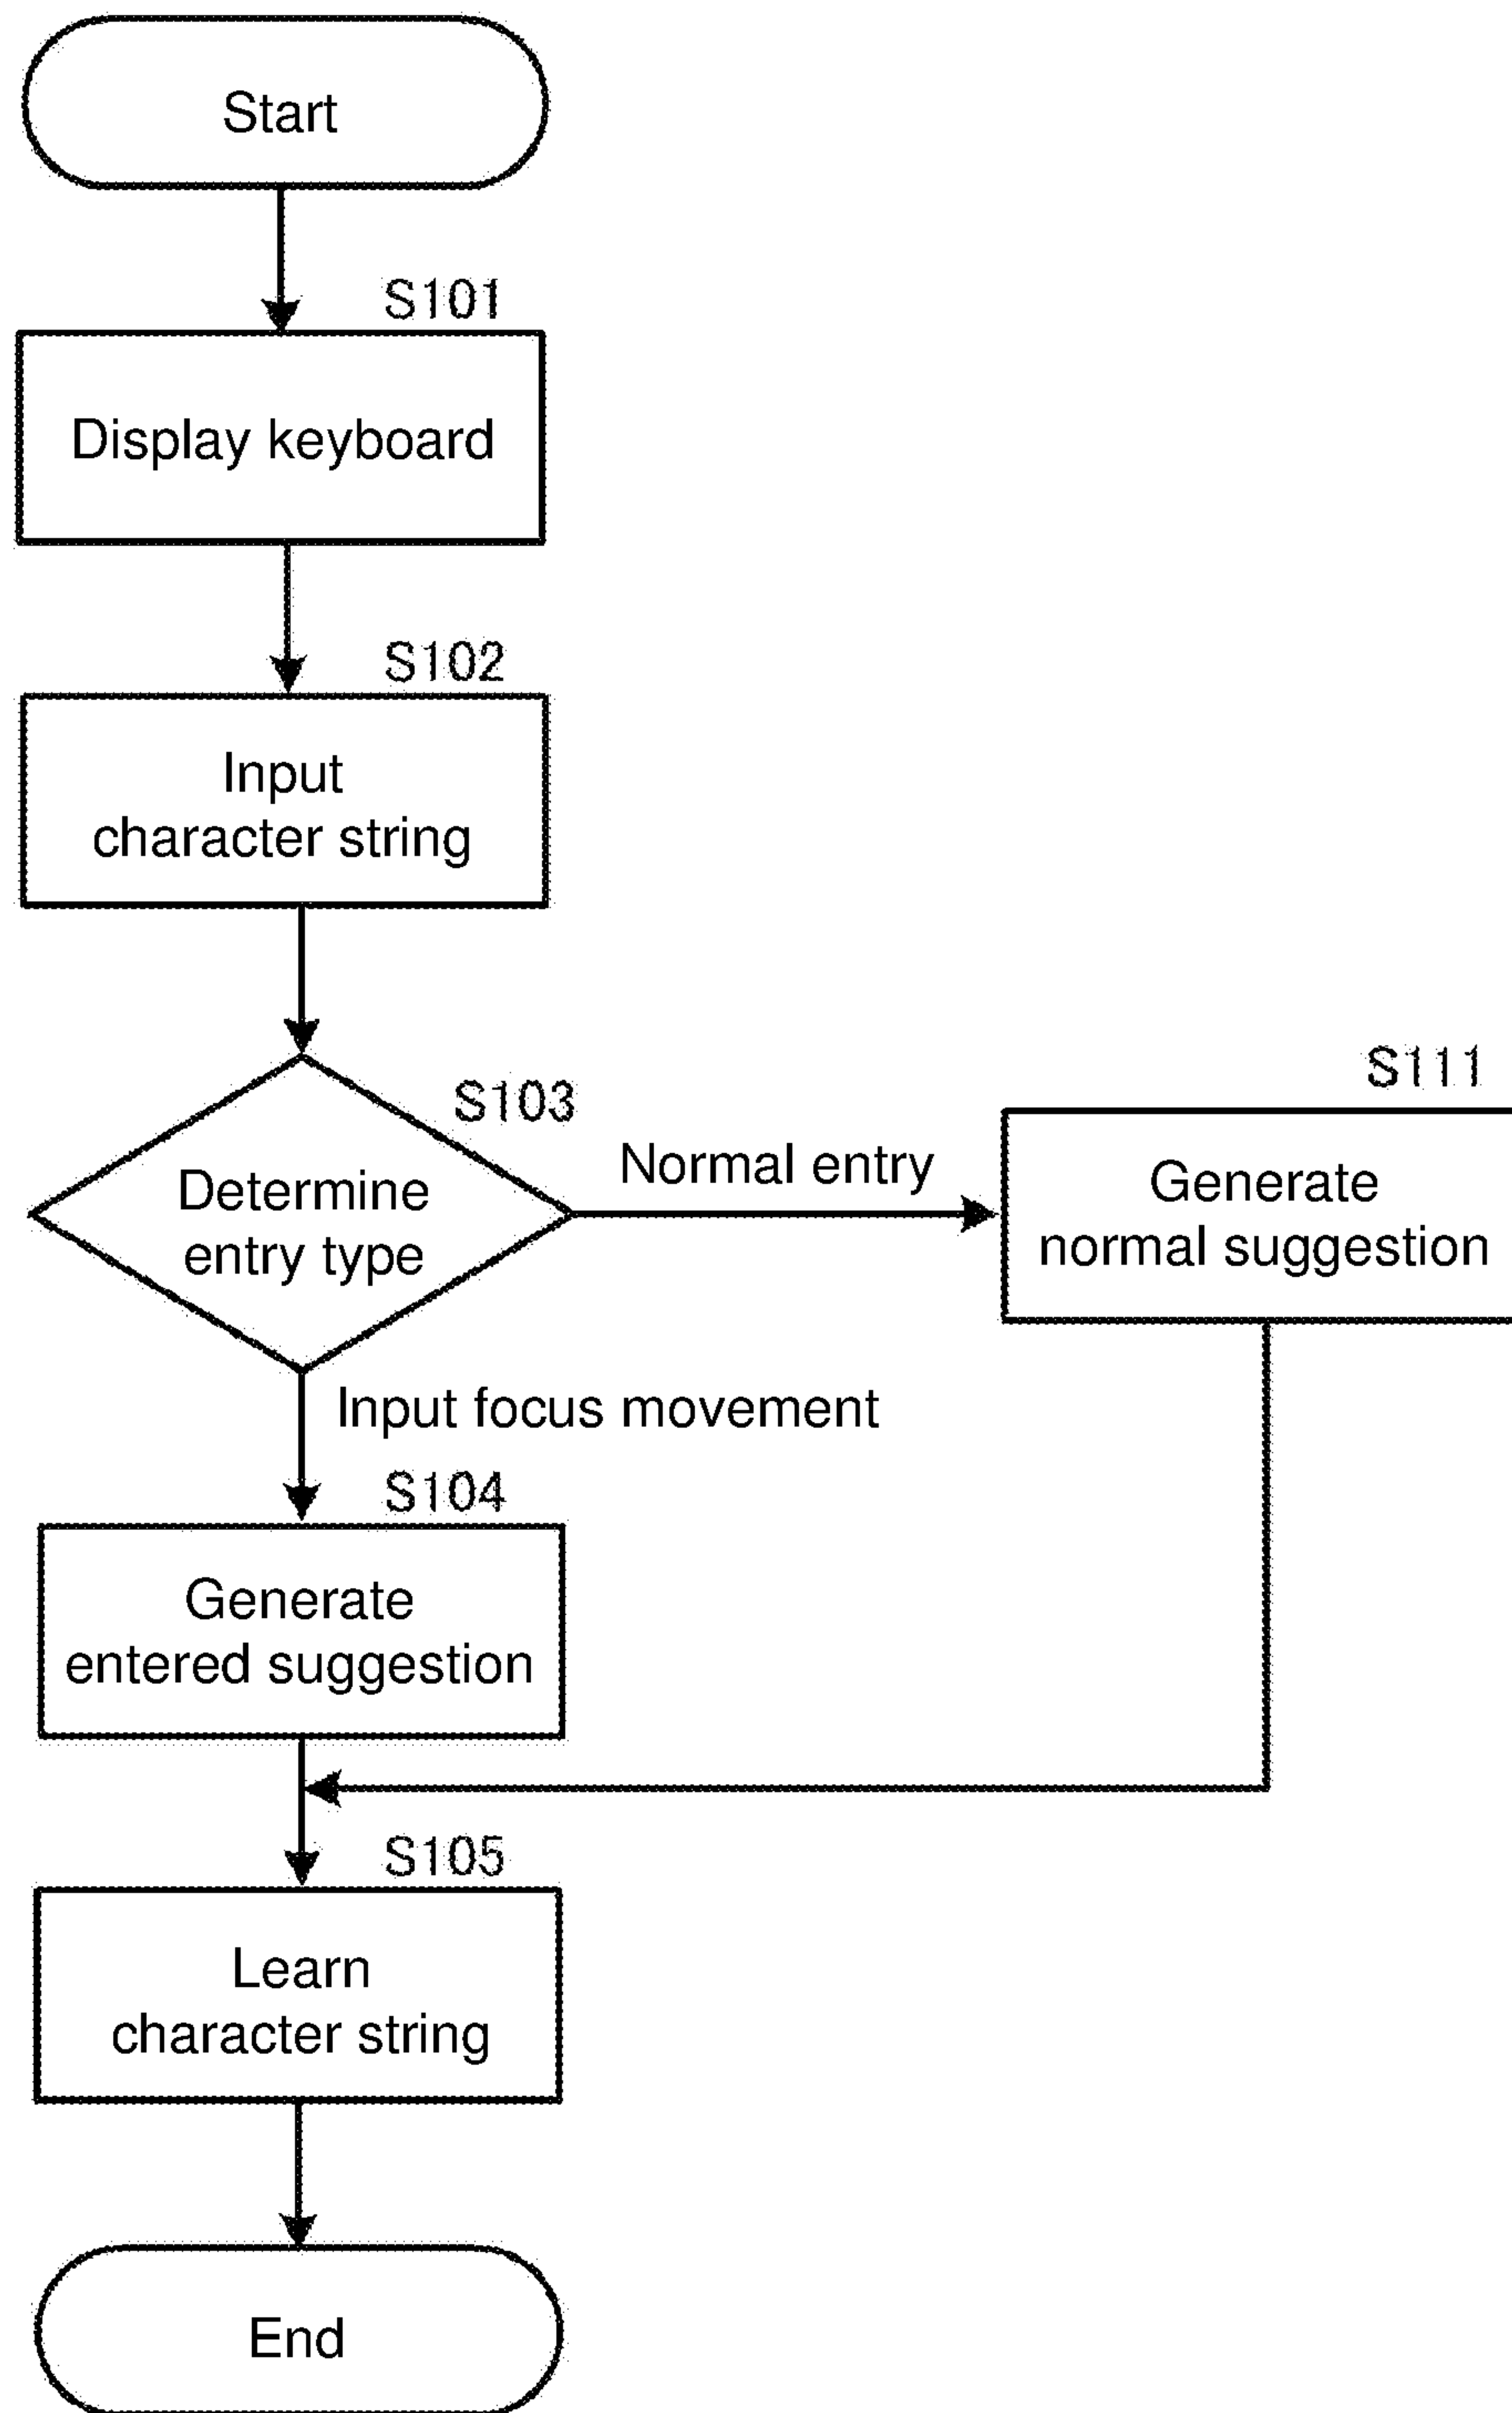 Start
S101
Display keyboard
S102
Input
character string
S103
Determine
entry type
Normal entry
S111
Generate
normal suggestion
Input focus movement
S104
Generate
entered suggestion
S105
Learn
character string
End